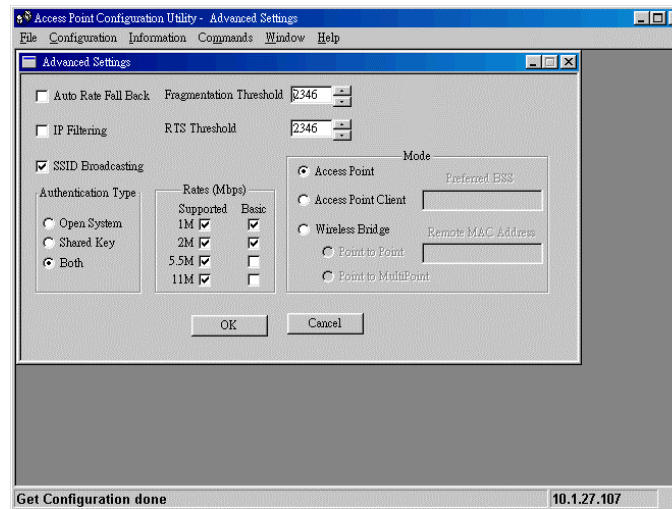 Access Point Configuration Utility - Advanced Settings
File Configuration Information Commands Window Help
Advanced Settings
Auto Rate Fall Back
Fragmentation Threshold 2346
IP Filtering
RTS Threshold 2346
SSID Broadcasting
Authentication Type
Open System
Shared Key
Both
Rates (Mbps)
Supported Basic
1M
2M
5.5M
11M
Mode
Access Point
Preferred BSS
Access Point Client
Wireless Bridge
Remote MAC Address
Point to Point
Point to MultiPoint
OK
Cancel
Get Configuration done
10.1.27.107